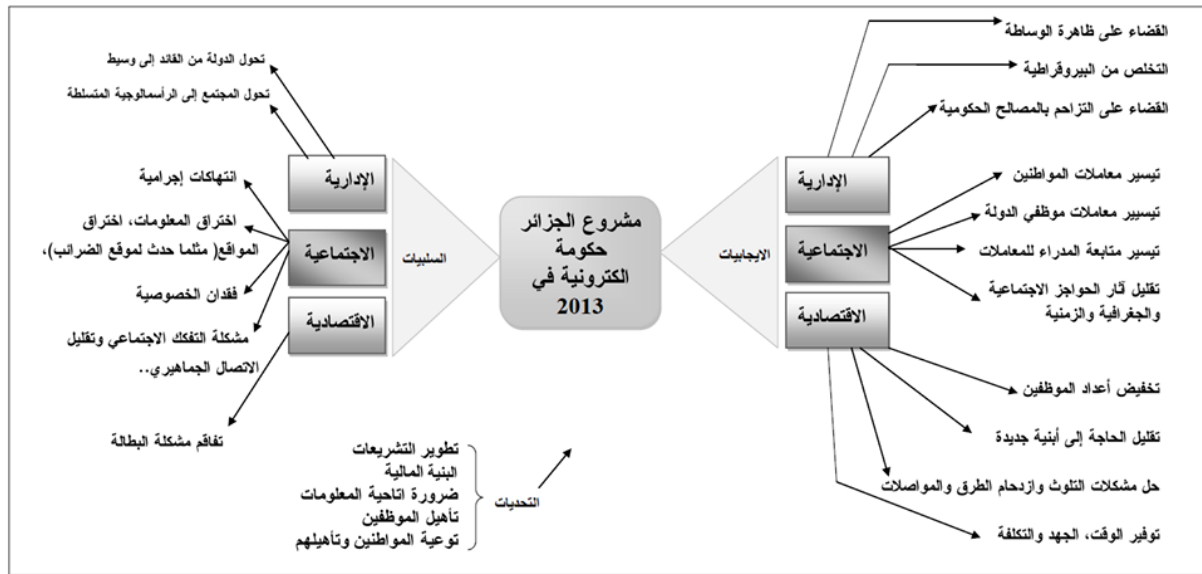 القضاء على ظاهرة الوساطة
التخلص من البيروقراطية
القضاء على التزاحم بالمصالح الحكومية
الإدارية
تيسير معاملات المواطنين
تيسيير معاملات موظفي الدولة
تيسير متابعة المدراء للمعاملات
تقليل آثار الحواجز الاجتماعية
والجغرافية والزمنية
الاجتماعية
الاقتصادية
تخفيض أعداد الموظفين
تقليل الحاجة إلى أبنية جديدة
حل مشكلات التلوث وازدحام الطرق والمواصلات
توفير الوقت، الجهد والتكلفة
الايجابيات
مشروع الجزائر
حكومة
الكترونية في
2013
السلبيات
الإدارية
تحول الدولة من القائد إلى وسيط
تحول المجتمع إلى الرأسمالوجية المتسلطة
الاجتماعية
انتهاكات إجرامية
اختراق المعلومات، اختراق
المواقع( مثلما حدث لموقع الضرائب)،
فقدان الخصوصية
مشكلة التفكك الاجتماعي وتقليل
الاتصال الجماهيري..
الاقتصادية
تفاقم مشكلة البطالة
التحديات
تطوير التشريعات
البنية المالية
ضرورة اتاحية المعلومات
تأهيل الموظفين
توعية المواطنين وتأهيلهم